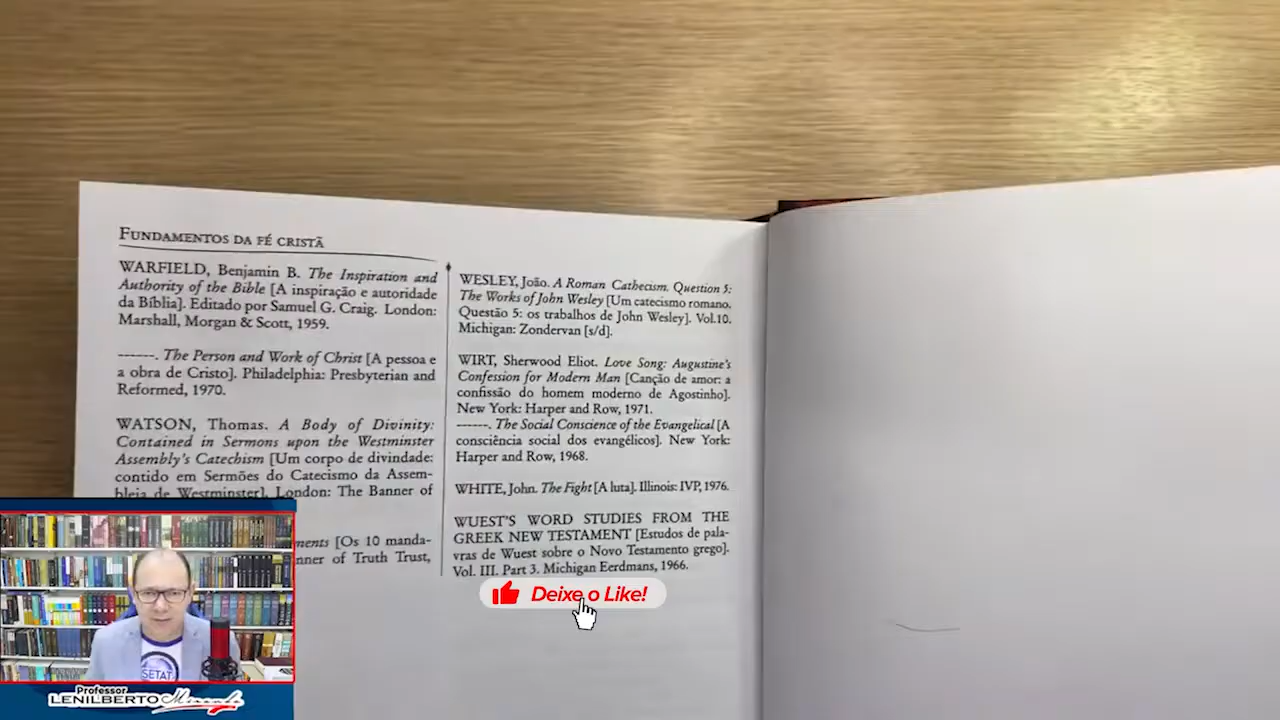 FUNDAMENTOS DA FÉ CRISTÃ
WARFIELD, Benjamin B. The Inspiration and
Authority of the Bible [A inspiração e autoridade
da Bíblia]. Editado por Samuel G. Craig. London:
Marshall, Morgan & Scott, 1959.
------. The Person and Work of Christ [A pessoa e
a obra de Cristo]. Philadelphia: Presbyterian and
Reformed, 1970.
WATSON, Thomas. A Body of Divinity:
Contained in Sermons upon the Westminster
Assembly's Catechism [Um corpo de divindade:
contido em Sermões do Catecismo da Assem-
bleia de Westminster]. London: The Banner of
[Os 10 manda-
of Truth Trust,
WESLEY, João. A Roman Cathecism. Question 5:
The Works of John Wesley [Um catecismo romano.
Questão 5: os trabalhos de John Wesley]. Vol.10.
Michigan: Zondervan [s/d].
WIRT, Sherwood Eliot. Love Song: Augustine's
Confession for Modern Man [Canção de amor: a
confissão do homem moderno de Agostinho].
New York: Harper and Row, 1971.
------. The Social Conscience of the Evangelical [A
consciência social dos evangélicos]. New York:
Harper and Row, 1968.
WHITE, John. The Fight [A luta]. Illinois: IVP, 1976.
WUEST'S WORD STUDIES FROM THE
GREEK NEW TESTAMENT [Estudos de pala-
vras de Wuest sobre o Novo Testamento grego].
Vol. III. Part 3. Michigan Eerdmans, 1966.
Deixe o Like!
SETAT
Professor
LENILBERTO Miranda